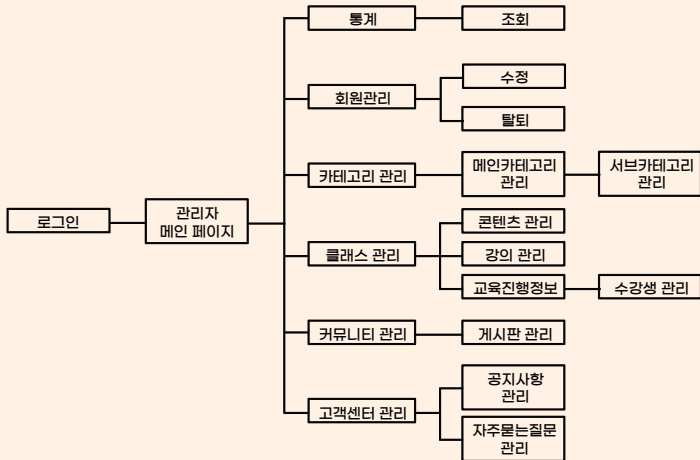 로그인
관리자
메인 페이지
통계
조회
회원관리
수정
탈퇴
카테고리 관리
메인카테고리
관리
서브카테고리
관리
클래스 관리
콘텐츠 관리
강의 관리
교육진행정보
수강생 관리
커뮤니티 관리
게시판 관리
고객센터 관리
공지사항
관리
자주묻는질문
관리